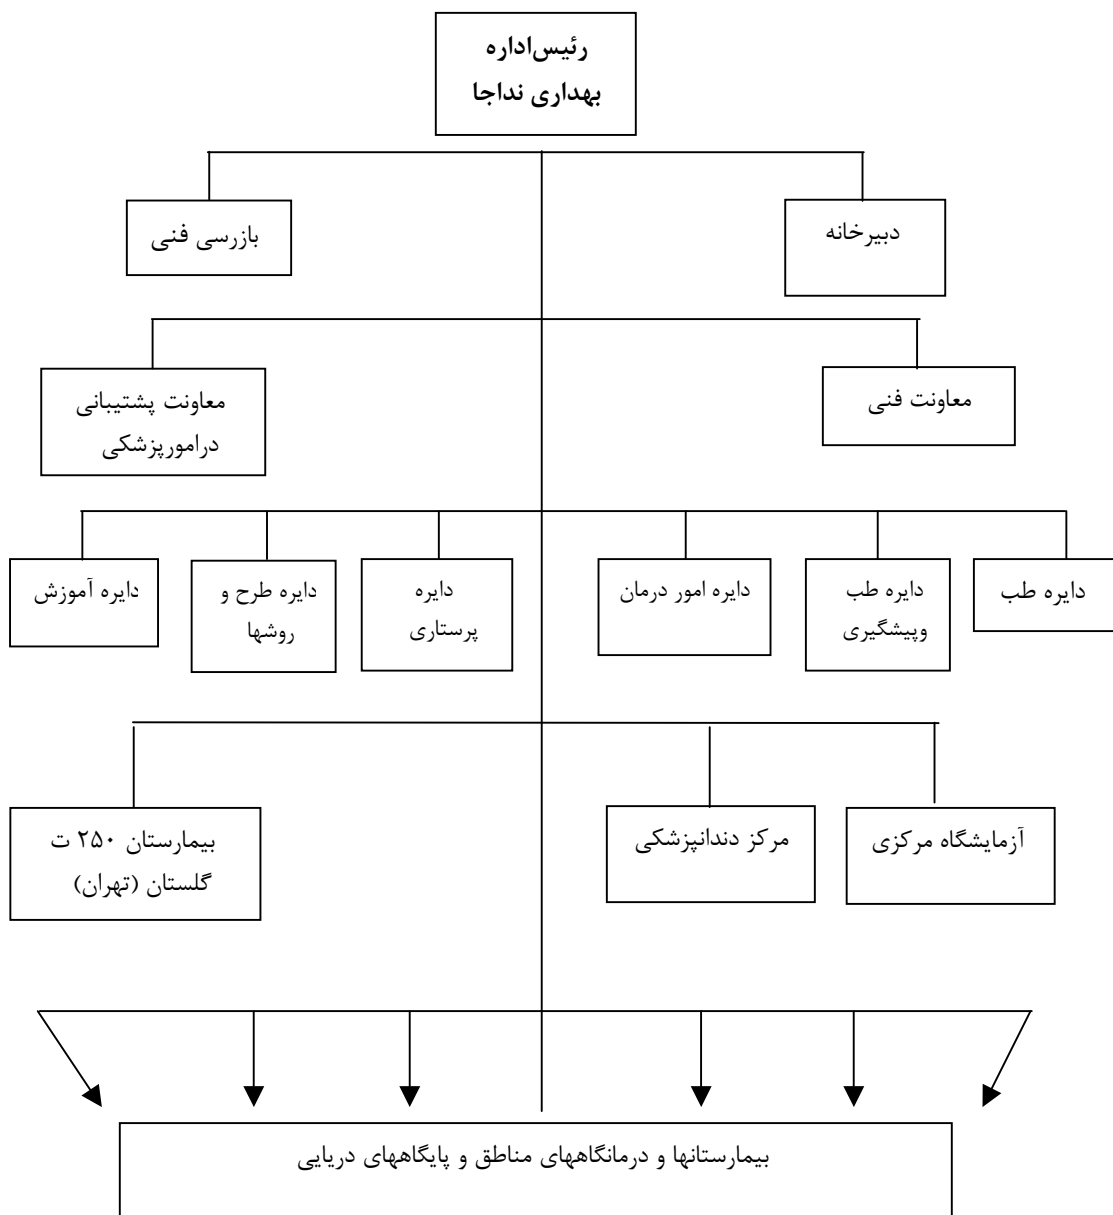 رئیس‌اداره
بهداری نداجا
دبیرخانه
بازرسی فنی
معاونت فنی
معاونت پشتیبانی
درامورپزشکی
دایره طب
دایره طب
وپیشگیری
دایره امور درمان
دایره
پرستاری
دایره طرح و
روشها
دایره آموزش
آزمایشگاه مرکزی
مرکز دندانپزشکی
بیمارستان ۲۵۰ ت
گلستان (تهران)
بیمارستانها و درمانگاههای مناطق و پایگاههای دریایی